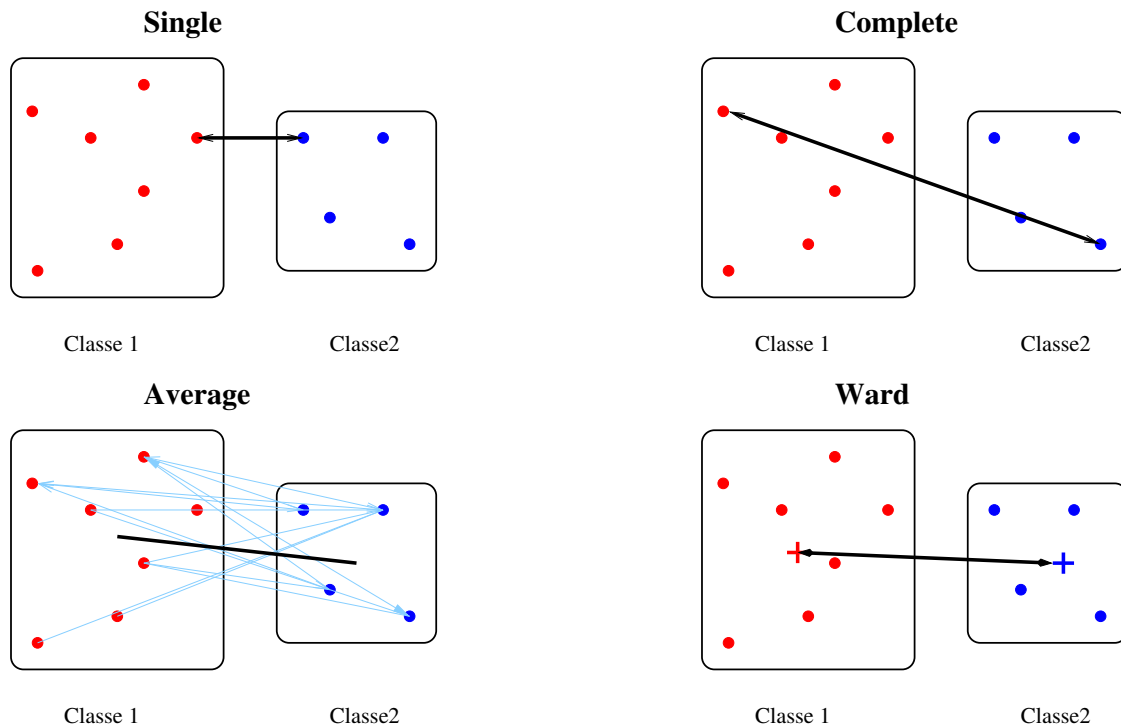 Single
Complete
Classe 1
Classe2
Classe 1
Classe2
Average
Ward
Classe 1
Classe2
Classe 1
Classe2